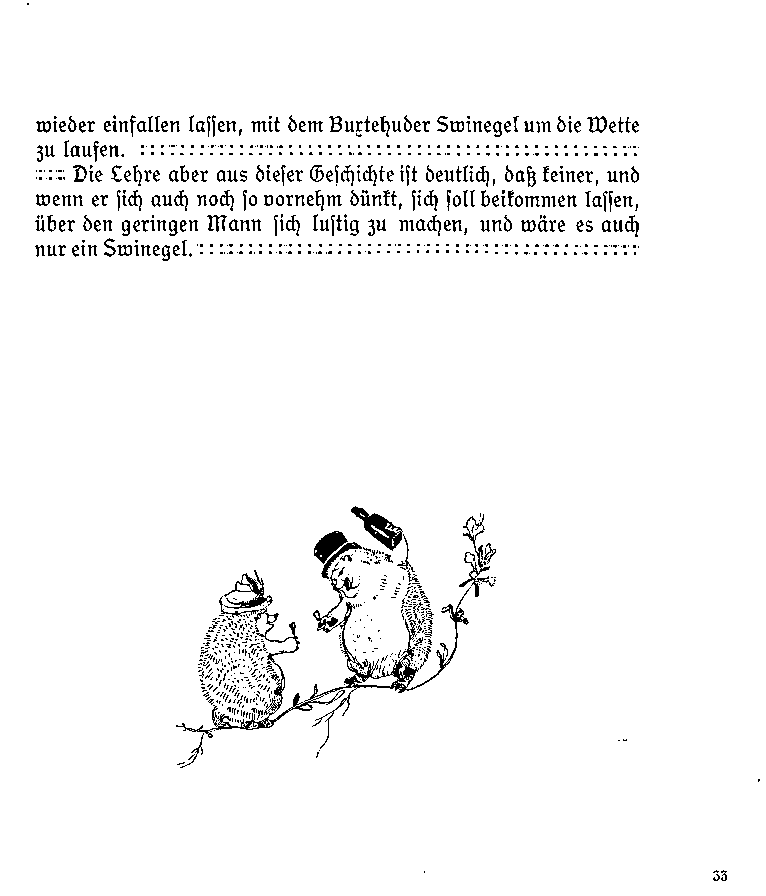 wieder einfallen lassen, mit dem Buxtehuder Swinegel um die Wette
zu laufen.
Die Lehre aber aus dieser Geschichte ist deutlich, daß keiner, und
wenn er sich auch noch so vornehm dünkt, sich soll beikommen lassen,
über den geringen Mann sich lustig zu machen, und wäre es auch
nur ein Swinegel.
33